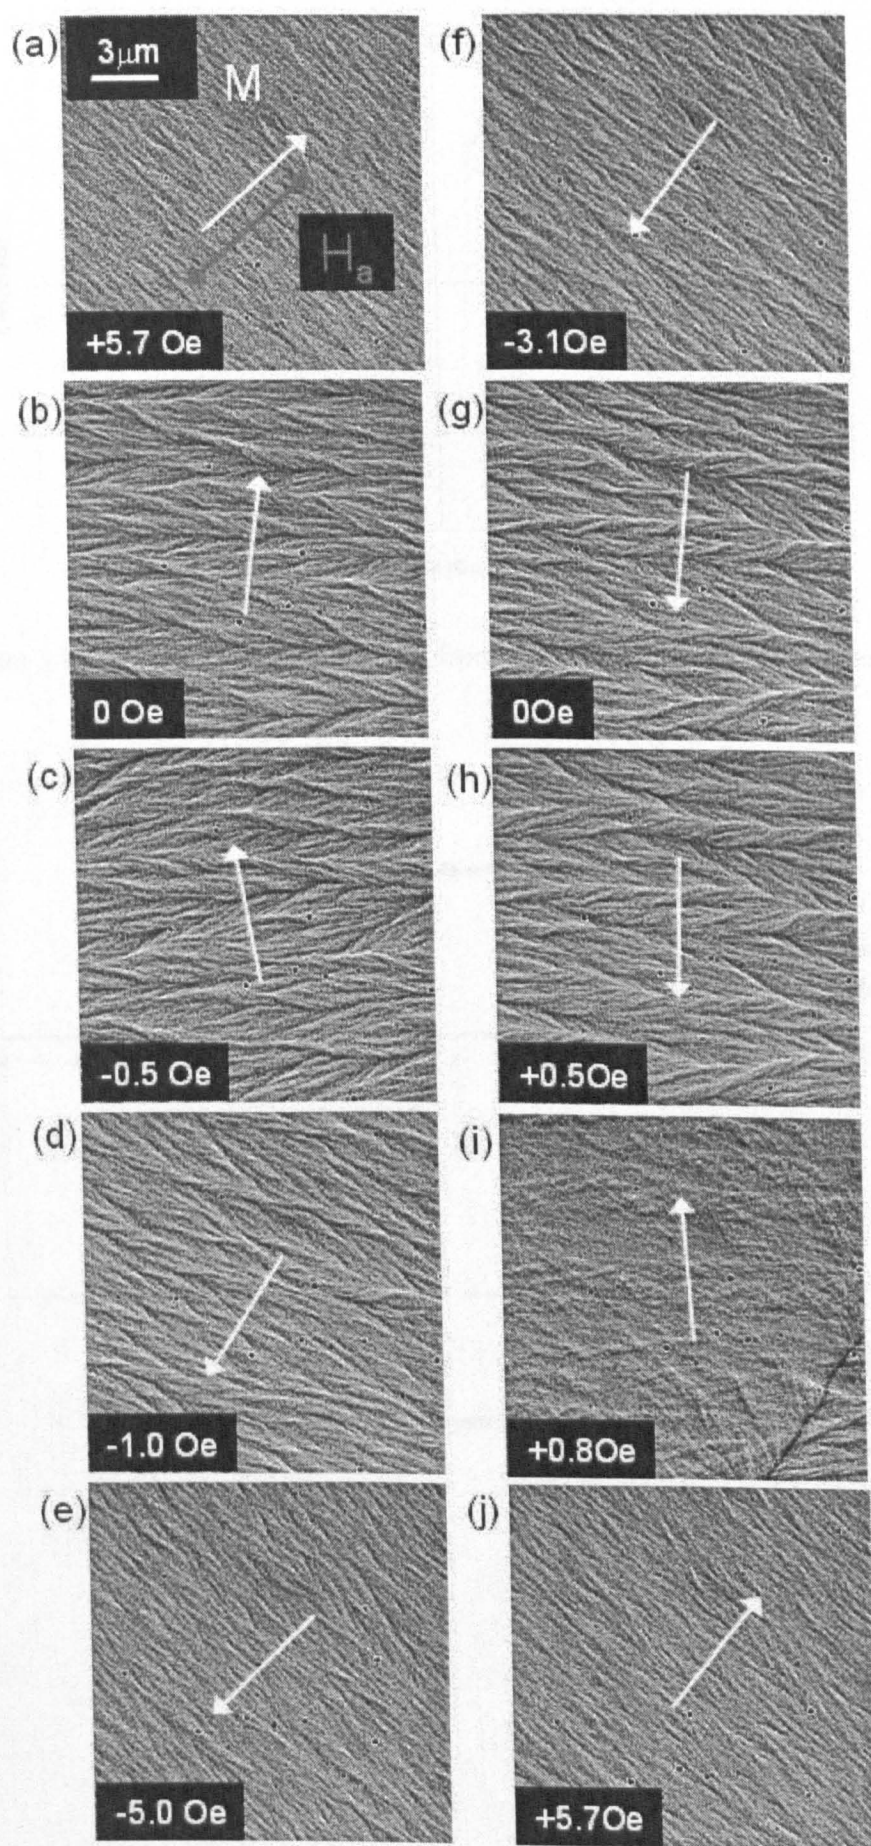 (a)
3μm
M
Hₐ
+5.7 Oe
(b)
0 Oe
(c)
-0.5 Oe
(d)
-1.0 Oe
(e)
-5.0 Oe
(f)
-3.1Oe
(g)
0Oe
(h)
+0.5Oe
(i)
+0.8Oe
(j)
+5.7Oe